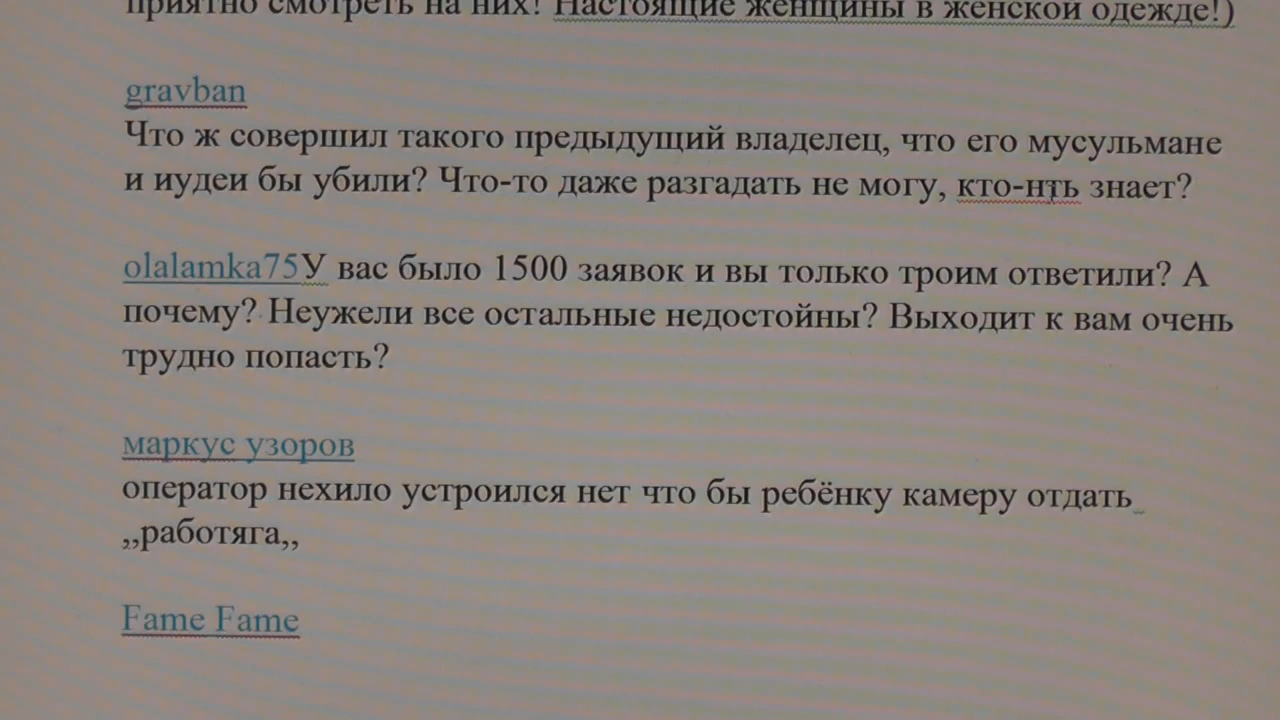 приятно смотреть на них! Настоящие женщины в женской одежде!)
gravban
Что ж совершил такого предыдущий владелец, что его мусульмане
и иудеи бы убили? Что-то даже разгадать не могу, кто-нть знает?
olalamka75У вас было 1500 заявок и вы только троим ответили? А
почему? Неужели все остальные недостойны? Выходит к вам очень
трудно попасть?
маркус узоров
оператор нехило устроился нет что бы ребёнку камеру отдать
,,работяга,,
Fame Fame